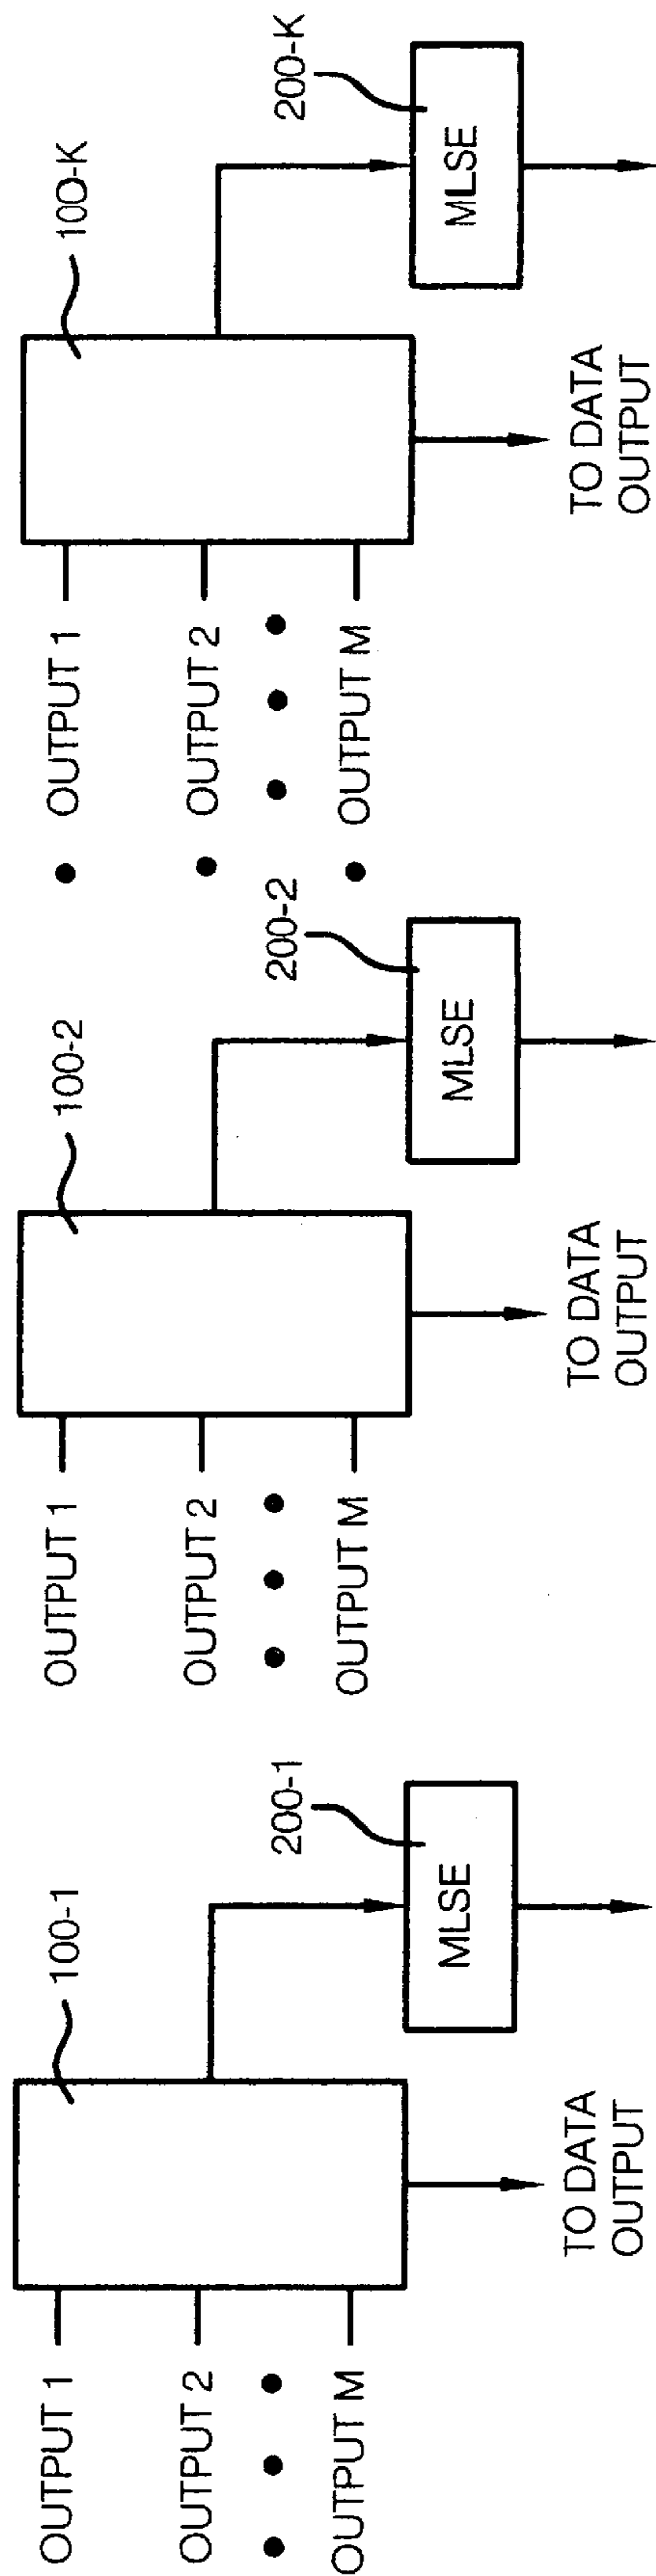 100-1
OUTPUT 1
OUTPUT 2
OUTPUT M
200-1
MLSE
TO DATA
OUTPUT
100-2
OUTPUT 1
OUTPUT 2
OUTPUT M
200-2
MLSE
TO DATA
OUTPUT
100-K
OUTPUT 1
OUTPUT 2
OUTPUT M
200-K
MLSE
TO DATA
OUTPUT